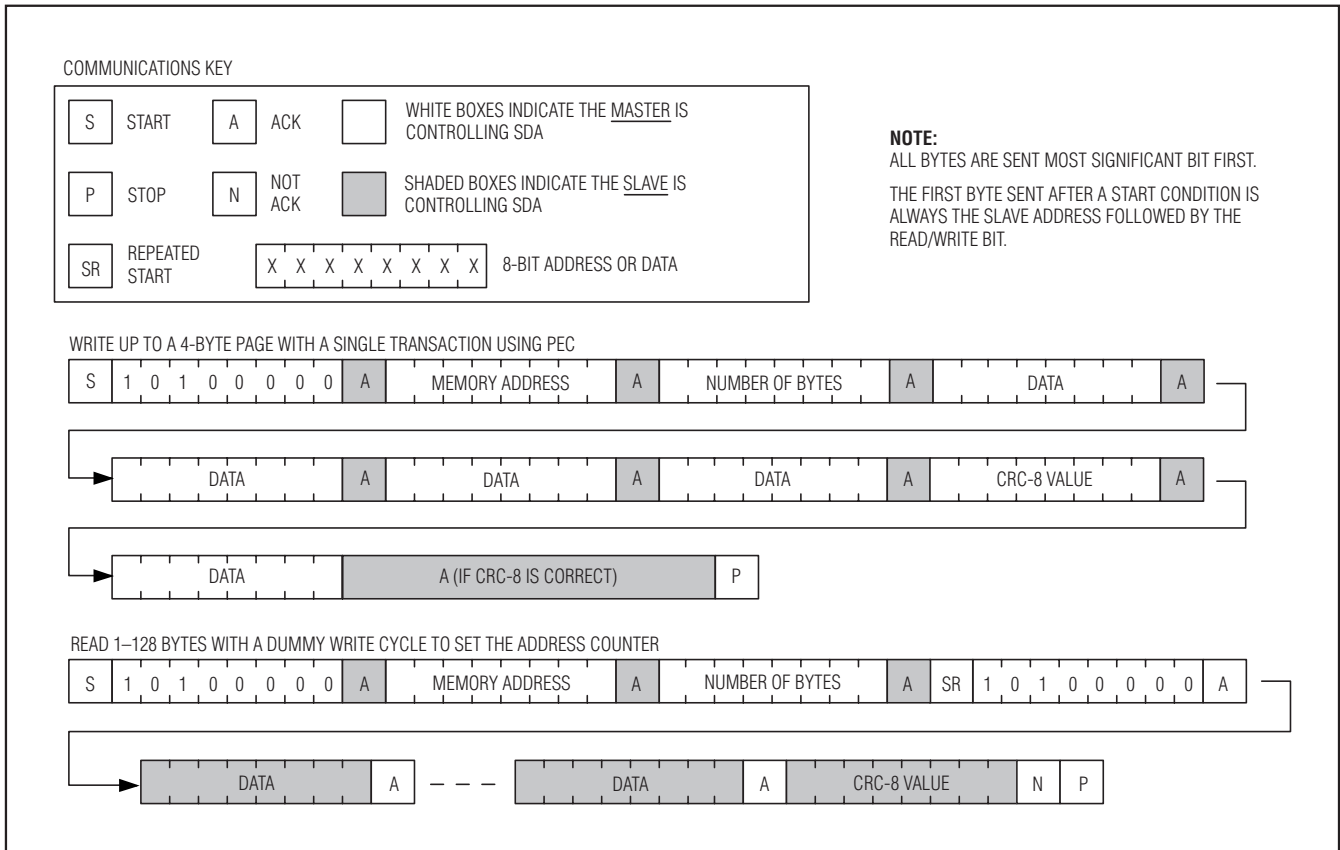 COMMUNICATIONS KEY
S START A ACK WHITE BOXES INDICATE THE MASTER IS
CONTROLLING SDA
P STOP N NOT
ACK SHADED BOXES INDICATE THE SLAVE IS
CONTROLLING SDA
SR REPEATED
START X X X X X X X X 8-BIT ADDRESS OR DATA
NOTE:
ALL BYTES ARE SENT MOST SIGNIFICANT BIT FIRST.
THE FIRST BYTE SENT AFTER A START CONDITION IS
ALWAYS THE SLAVE ADDRESS FOLLOWED BY THE
READ/WRITE BIT.
WRITE UP TO A 4-BYTE PAGE WITH A SINGLE TRANSACTION USING PEC
S 1 0 1 0 0 0 0 0 A MEMORY ADDRESS A NUMBER OF BYTES A DATA A
DATA A DATA A DATA A CRC-8 VALUE A
DATA A (IF CRC-8 IS CORRECT) P
READ 1–128 BYTES WITH A DUMMY WRITE CYCLE TO SET THE ADDRESS COUNTER
S 1 0 1 0 0 0 0 0 A MEMORY ADDRESS A NUMBER OF BYTES A SR 1 0 1 0 0 0 0 0 A
DATA A – – – DATA A CRC-8 VALUE N P